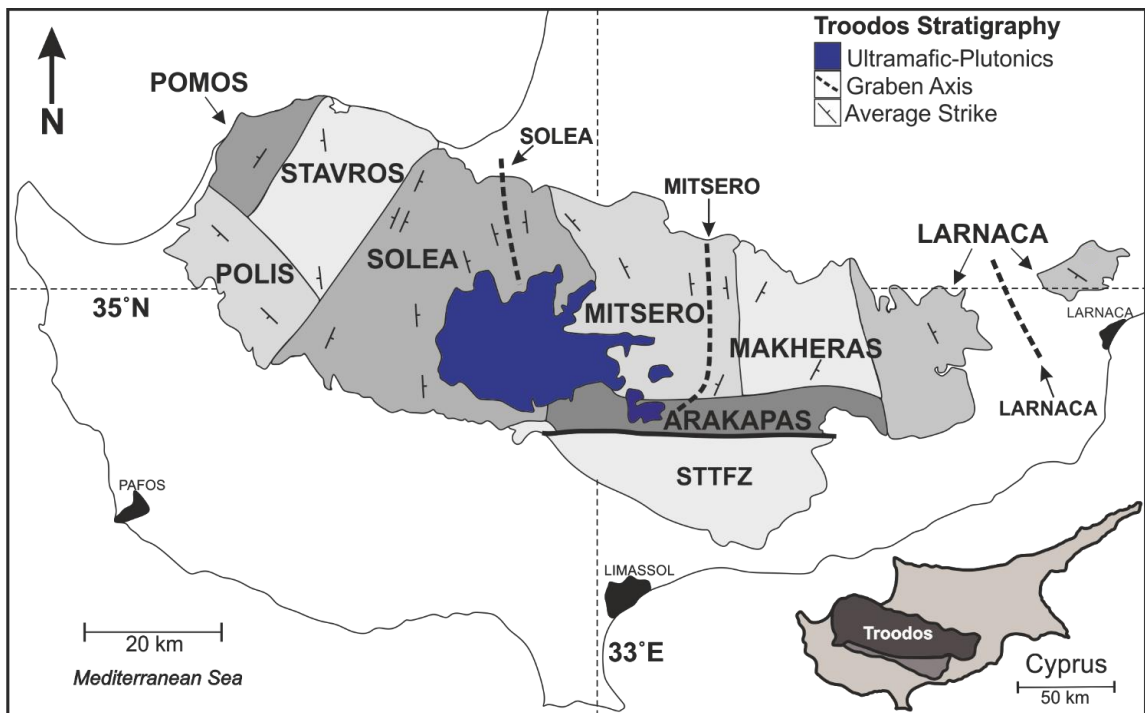 Troodos Stratigraphy
Ultramafic-Plutonics
Graben Axis
Average Strike
N
POMOS
SOLEA
STAVROS
MITSERO
LARNACA
POLIS
SOLEA
35°N
MITSERO
LARNACA
MAKHERAS
LARNACA
ARAKAPAS
STTFZ
PAFOS
LIMASSOL
Troodos
20 km
33°E
Mediterranean Sea
Cyprus
50 km